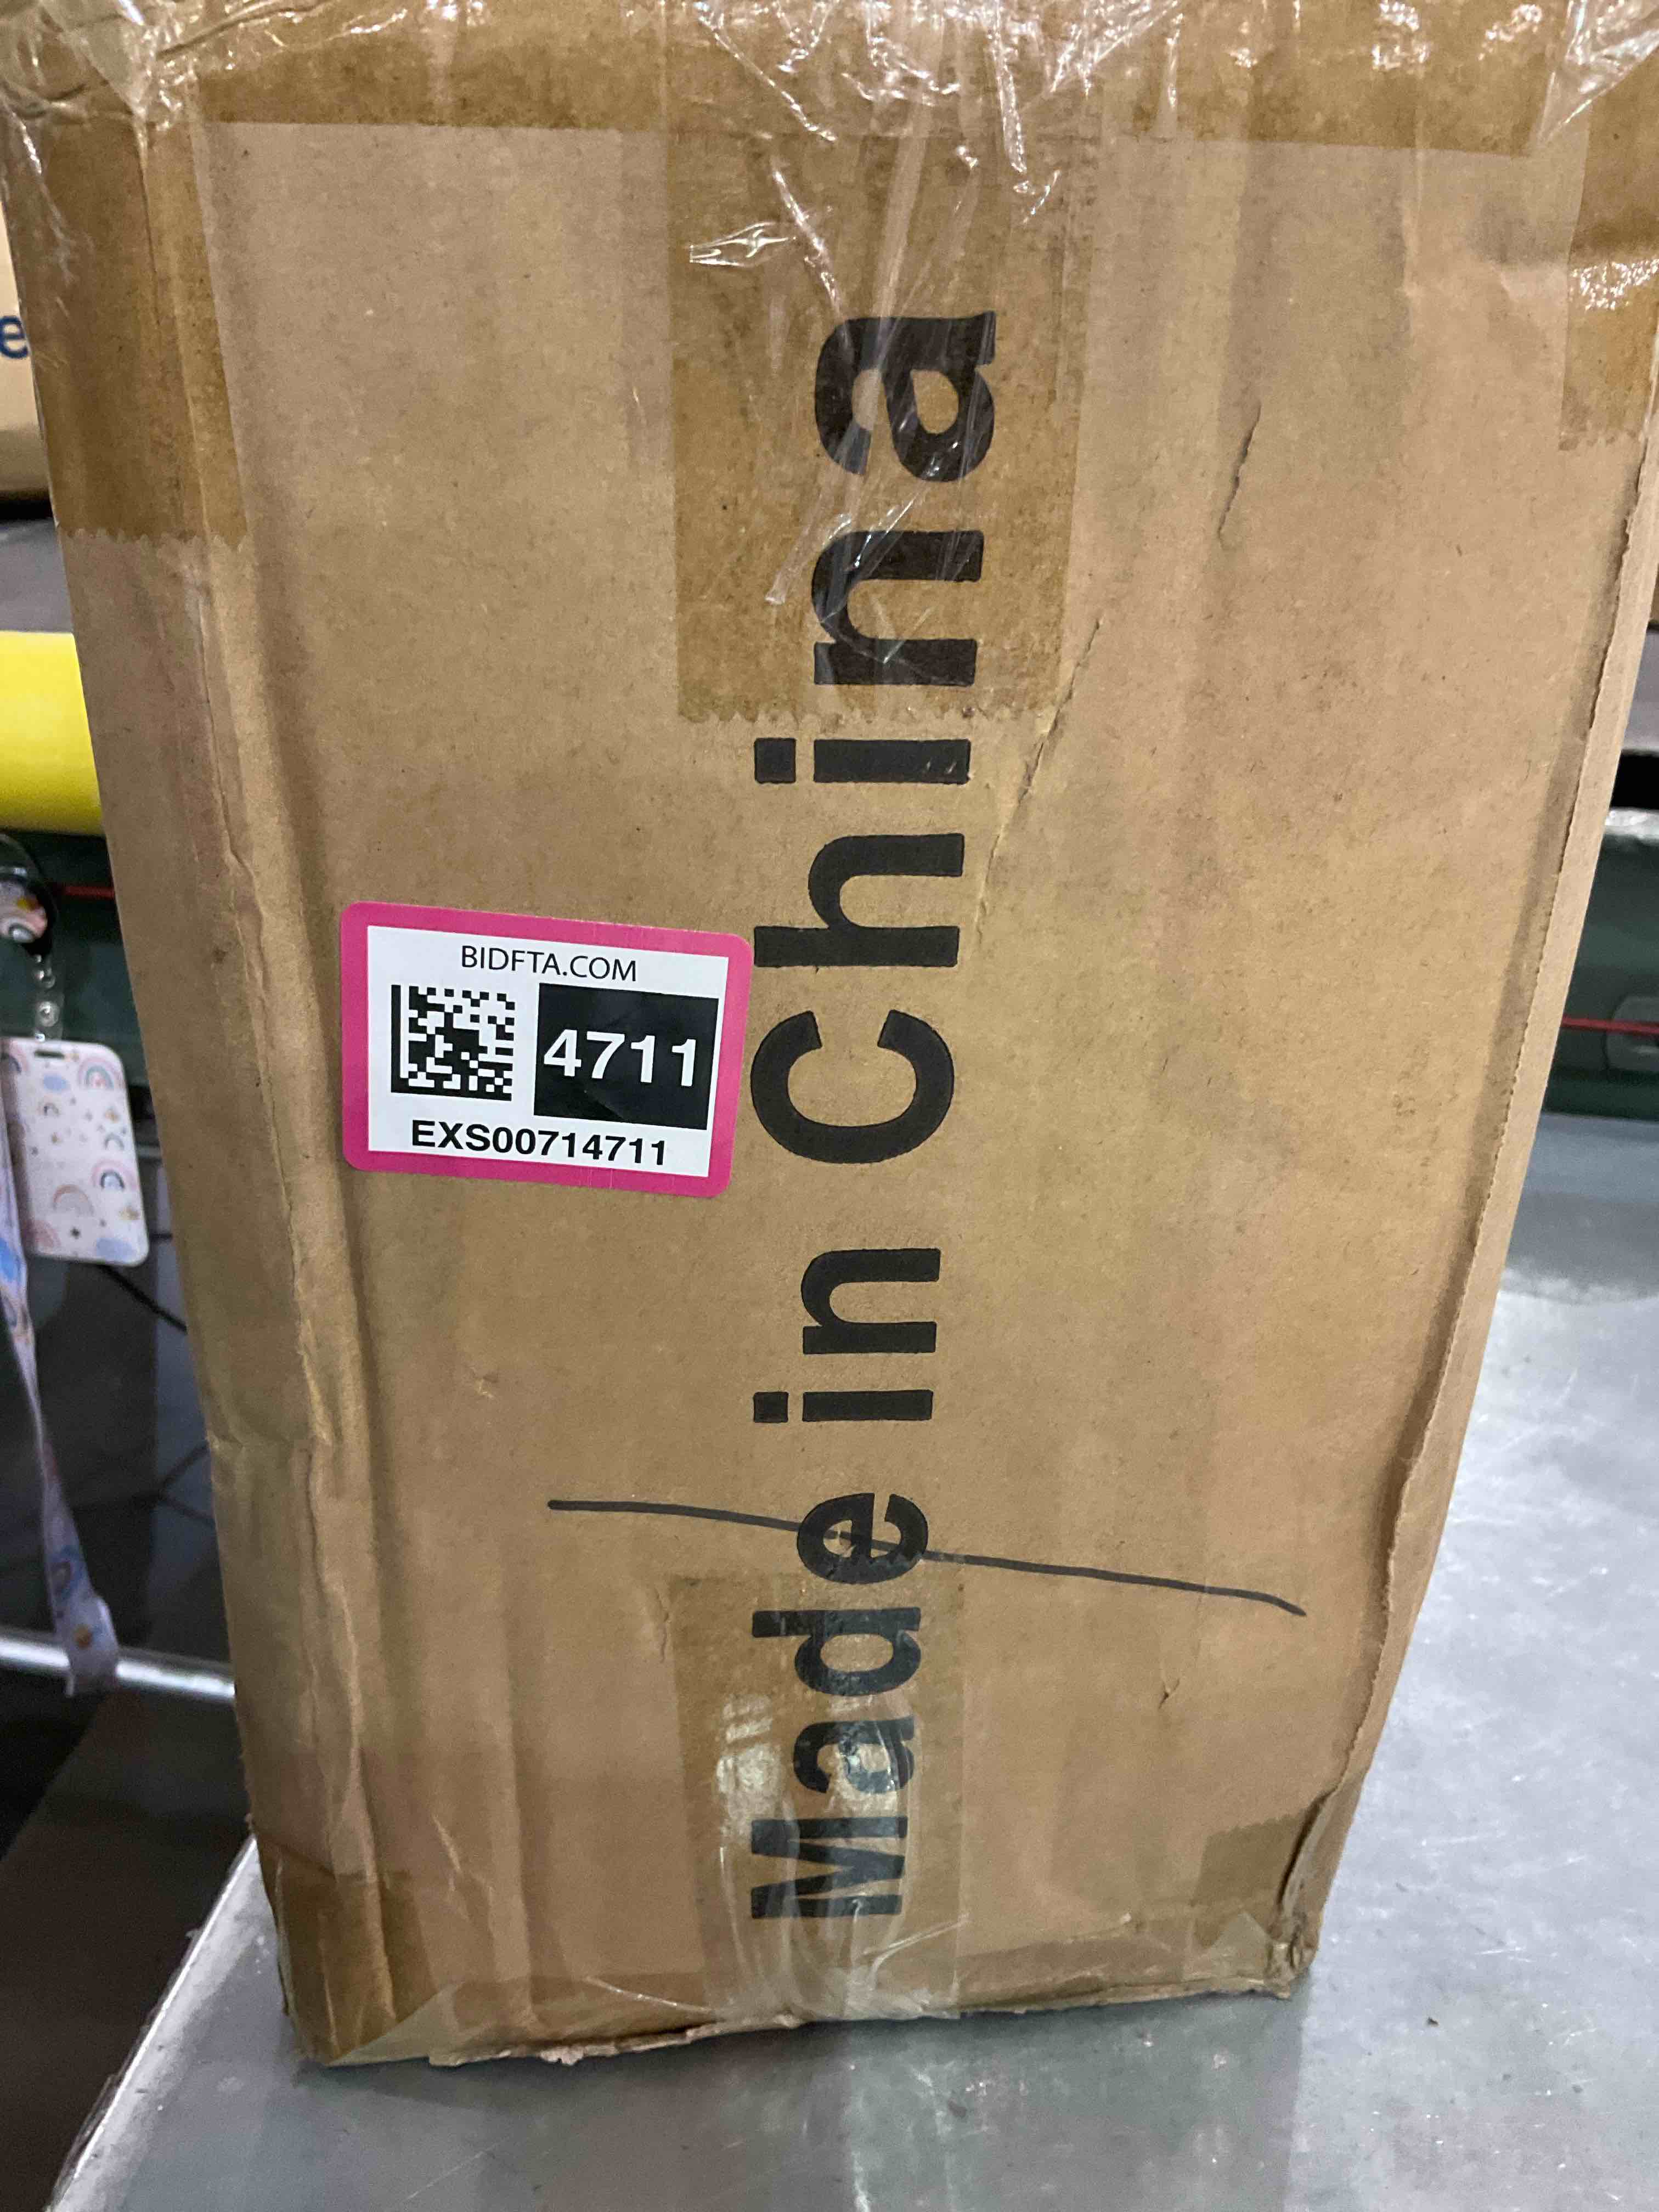 BIDFTA.COM
4711
EXS00714711
Made in China
e